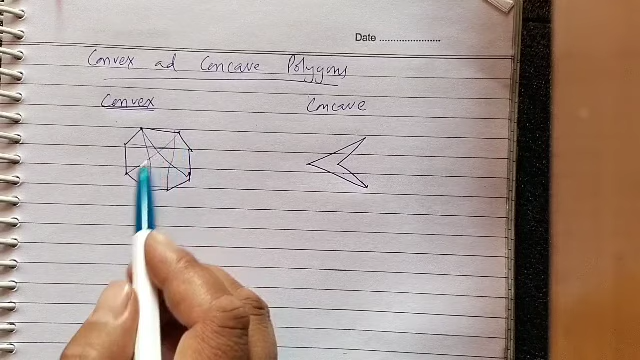 Date ........................
Convex ad Concave Polygons
Convex Concave